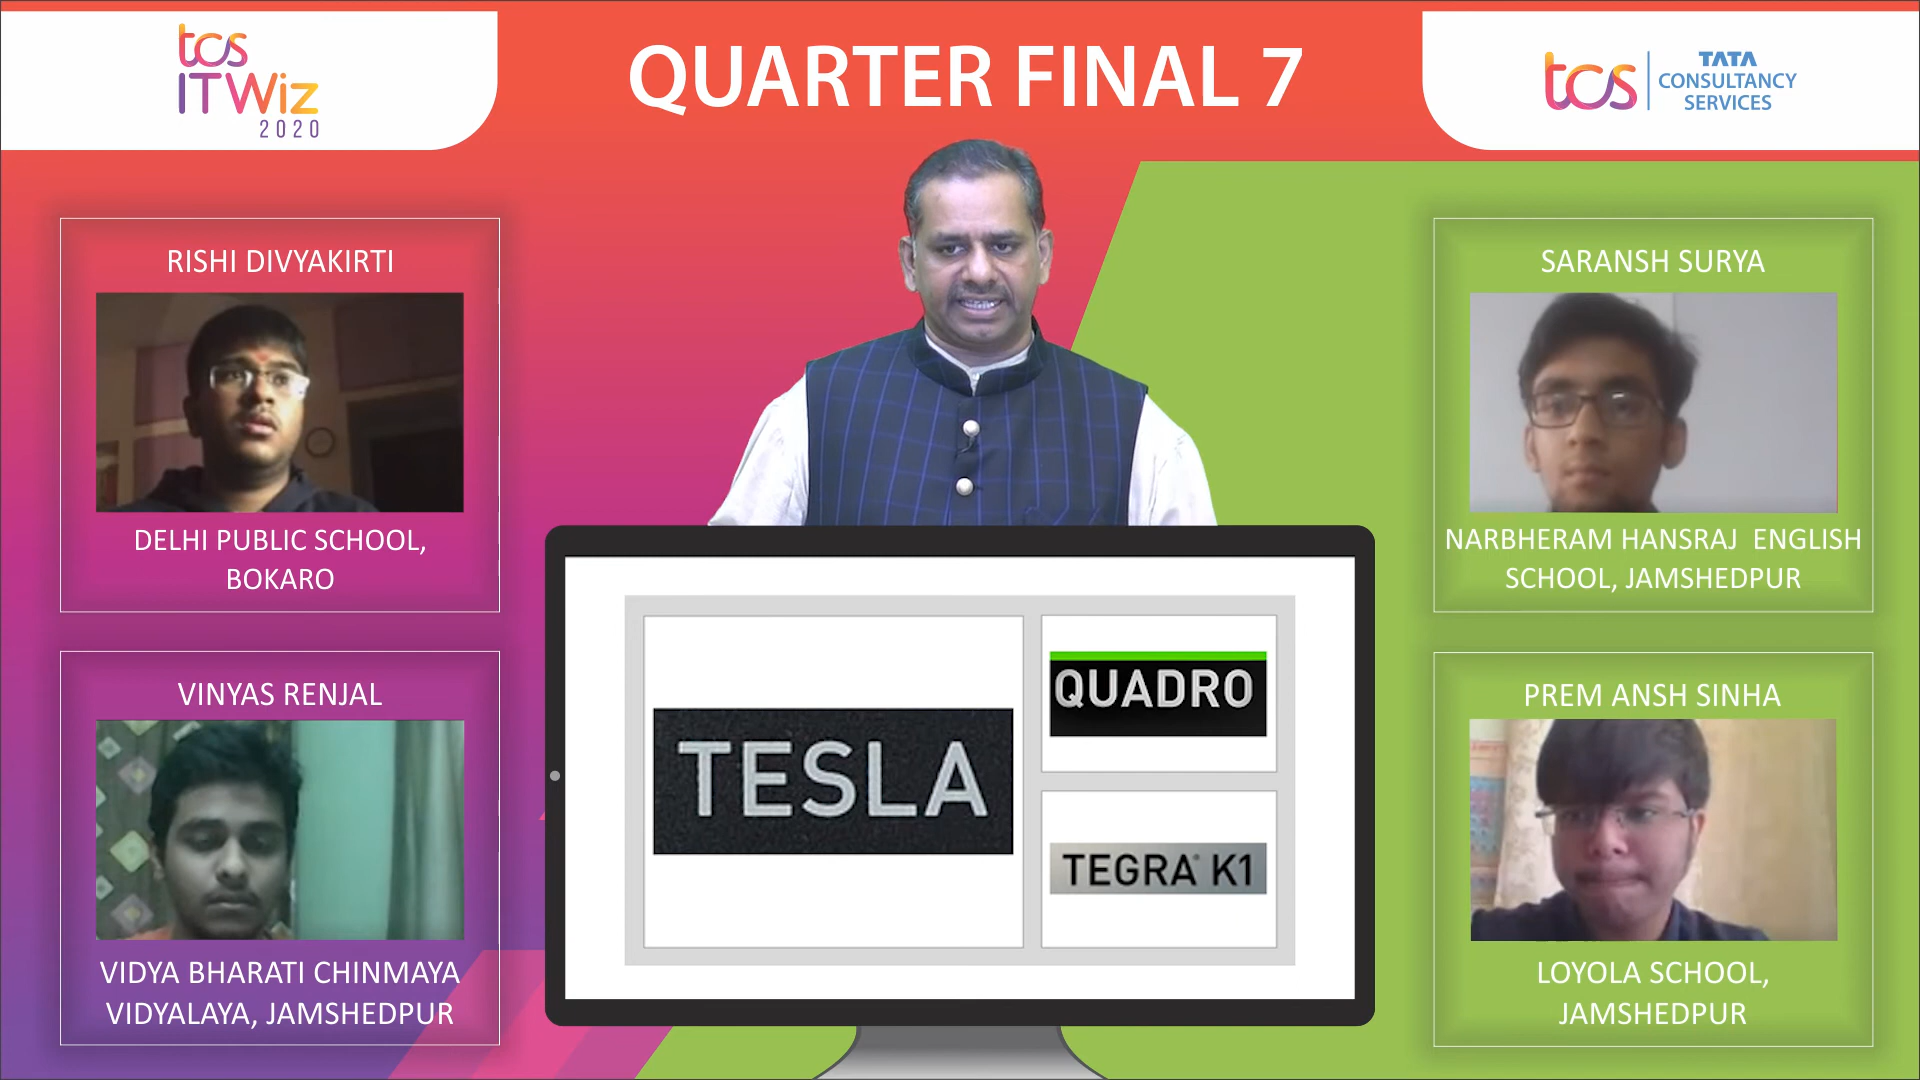 tcs
ITWiz
2020
QUARTER FINAL 7
tcs
TATA
CONSULTANCY
SERVICES
RISHI DIVYAKIRTI
DELHI PUBLIC SCHOOL,
BOKARO
SARANSH SURYA
NARBHERAM HANSRAJ ENGLISH
SCHOOL, JAMSHEDPUR
VINYAS RENJAL
VIDYA BHARATI CHINMAYA
VIDYALAYA, JAMSHEDPUR
TESLA
QUADRO
TEGRA® K1
PREM ANSH SINHA
LOYOLA SCHOOL,
JAMSHEDPUR